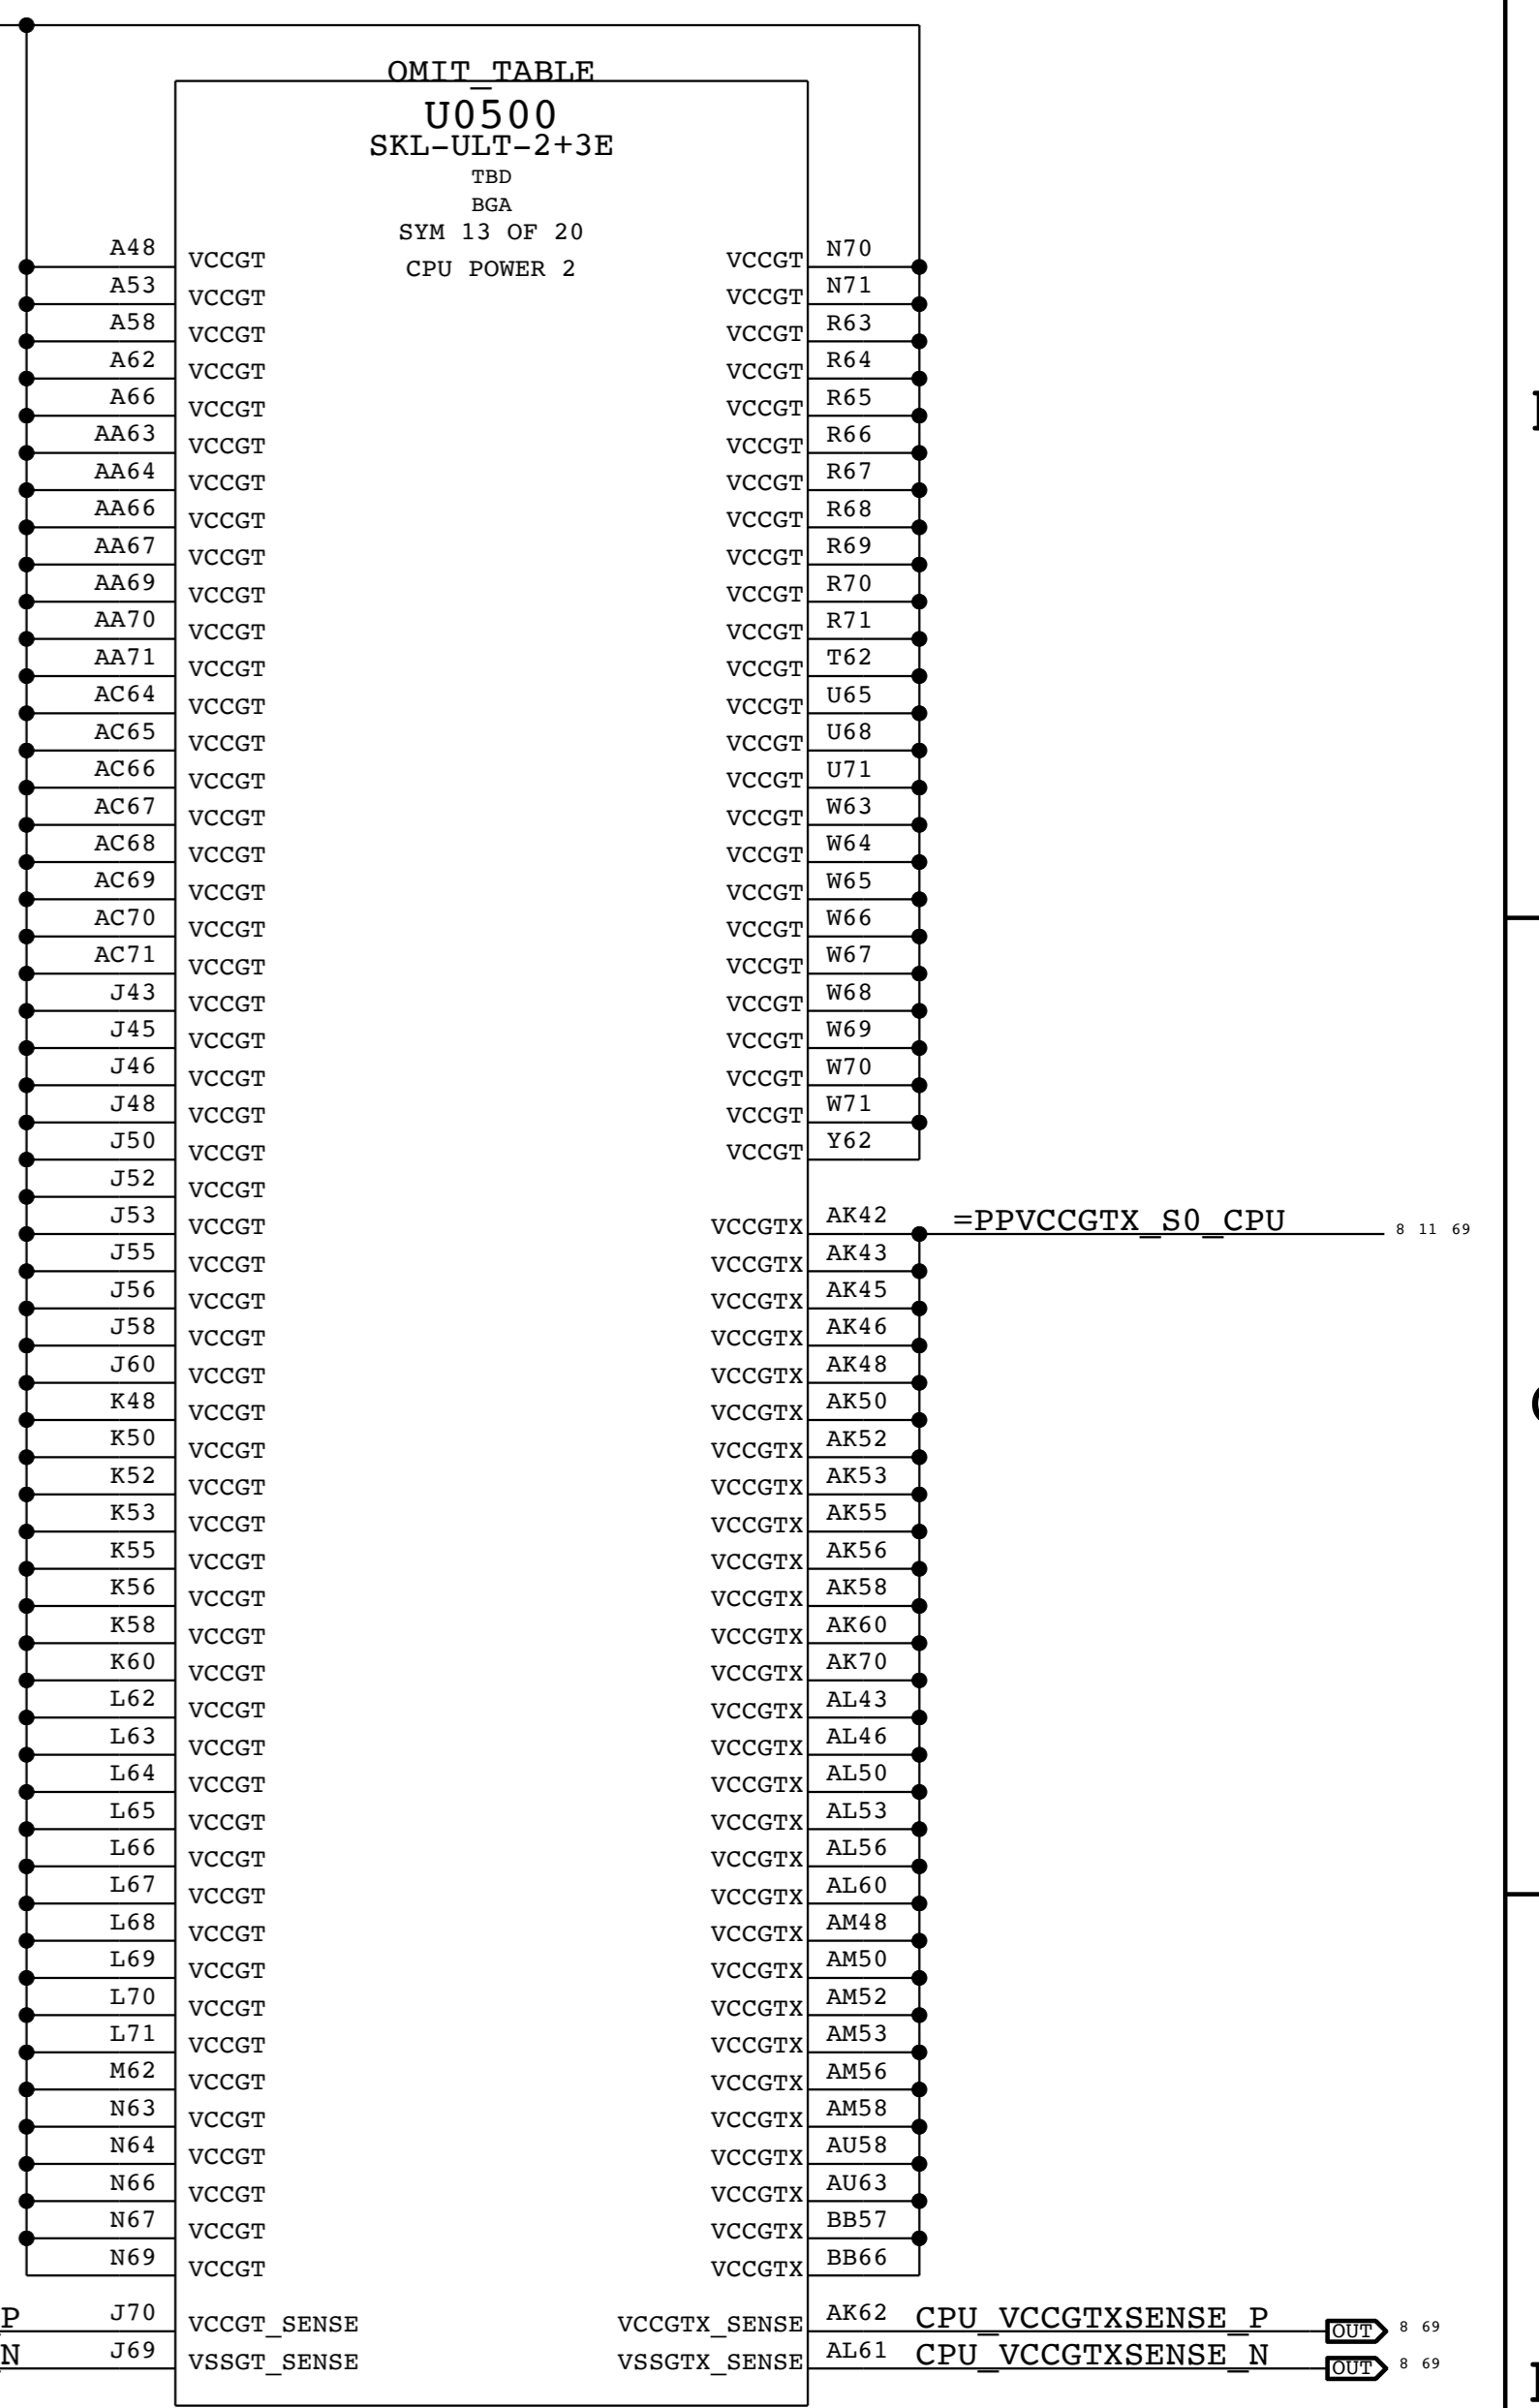 OMIT_TABLE
U0500
SKL-ULT-2+3E
TBD
BGA
SYM 13 OF 20
CPU POWER 2
A48 VCCGT VCCGT N70
A53 VCCGT VCCGT N71
A58 VCCGT VCCGT R63
A62 VCCGT VCCGT R64
A66 VCCGT VCCGT R65
AA63 VCCGT VCCGT R66
AA64 VCCGT VCCGT R67
AA66 VCCGT VCCGT R68
AA67 VCCGT VCCGT R69
AA69 VCCGT VCCGT R70
AA70 VCCGT VCCGT R71
AA71 VCCGT VCCGT T62
AC64 VCCGT VCCGT U65
AC65 VCCGT VCCGT U68
AC66 VCCGT VCCGT U71
AC67 VCCGT VCCGT W63
AC68 VCCGT VCCGT W64
AC69 VCCGT VCCGT W65
AC70 VCCGT VCCGT W66
AC71 VCCGT VCCGT W67
J43 VCCGT VCCGT W68
J45 VCCGT VCCGT W69
J46 VCCGT VCCGT W70
J48 VCCGT VCCGT W71
J50 VCCGT VCCGT Y62
J52 VCCGT
J53 VCCGT VCCGTX AK42 =PPVCCGTX_S0_CPU 8 11 69
J55 VCCGT VCCGTX AK43
J56 VCCGT VCCGTX AK45
J58 VCCGT VCCGTX AK46
J60 VCCGT VCCGTX AK48
K48 VCCGT VCCGTX AK50
K50 VCCGT VCCGTX AK52
K52 VCCGT VCCGTX AK53
K53 VCCGT VCCGTX AK55
K55 VCCGT VCCGTX AK56
K56 VCCGT VCCGTX AK58
K58 VCCGT VCCGTX AK60
K60 VCCGT VCCGTX AK70
L62 VCCGT VCCGTX AL43
L63 VCCGT VCCGTX AL46
L64 VCCGT VCCGTX AL50
L65 VCCGT VCCGTX AL53
L66 VCCGT VCCGTX AL56
L67 VCCGT VCCGTX AL60
L68 VCCGT VCCGTX AM48
L69 VCCGT VCCGTX AM50
L70 VCCGT VCCGTX AM52
L71 VCCGT VCCGTX AM53
M62 VCCGT VCCGTX AM56
N63 VCCGT VCCGTX AM58
N64 VCCGT VCCGTX AU58
N66 VCCGT VCCGTX AU63
N67 VCCGT VCCGTX BB57
N69 VCCGT VCCGTX BB66
P J70 VCCGT_SENSE VCCGTX_SENSE AK62 CPU_VCCGTXSENSE_P OUT 8 69
N J69 VSSGT_SENSE VSSGTX_SENSE AL61 CPU_VCCGTXSENSE_N OUT 8 69